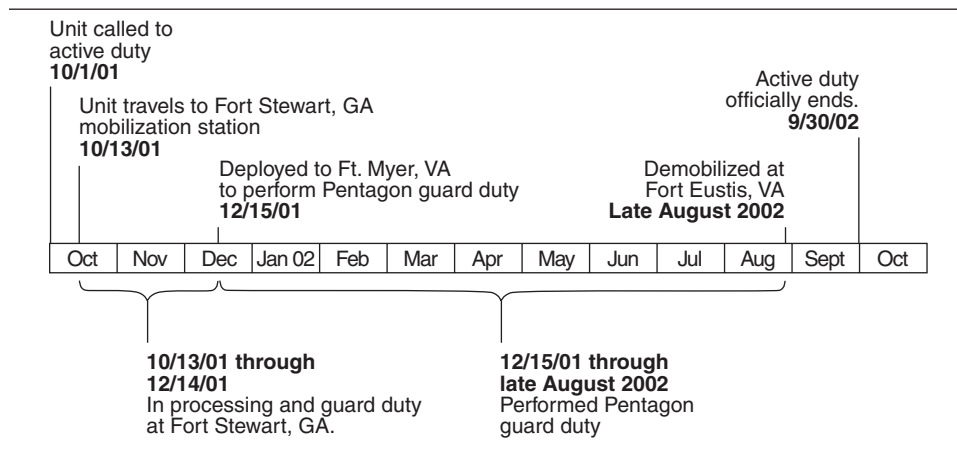 Unit called to
active duty
10/1/01
Unit travels to Fort Stewart, GA
mobilization station
10/13/01
Deployed to Ft. Myer, VA
to perform Pentagon guard duty
12/15/01
Demobilized at
Fort Eustis, VA
Late August 2002
Active duty
officially ends.
9/30/02
Oct Nov Dec Jan 02 Feb Mar Apr May Jun Jul Aug Sept Oct
10/13/01 through
12/14/01
In processing and guard duty
at Fort Stewart, GA.
12/15/01 through
late August 2002
Performed Pentagon
guard duty